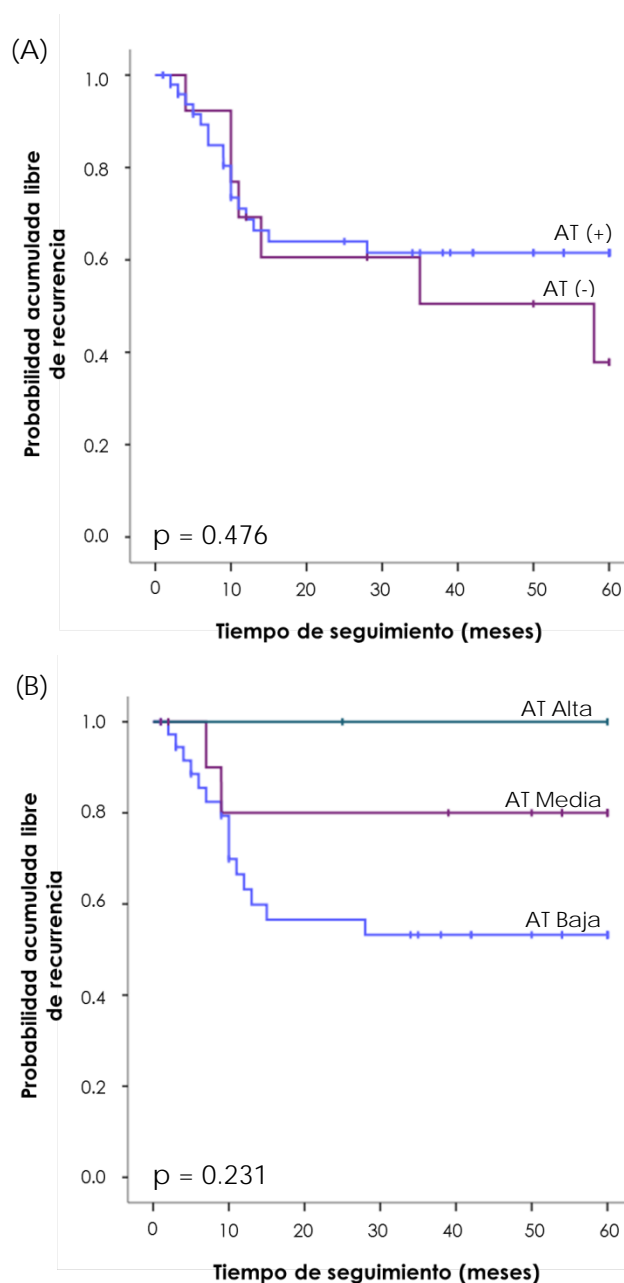 (A)
Probabilidad acumulada libre
de recurrencia
1.0
0.8
0.6
0.4
0.2
0.0
AT (+)
AT (-)
p = 0.476
0 10 20 30 40 50 60
Tiempo de seguimiento (meses)
(B)
Probabilidad acumulada libre
de recurrencia
1.0
0.8
0.6
0.4
0.2
0.0
AT Alta
AT Media
AT Baja
p = 0.231
0 10 20 30 40 50 60
Tiempo de seguimiento (meses)